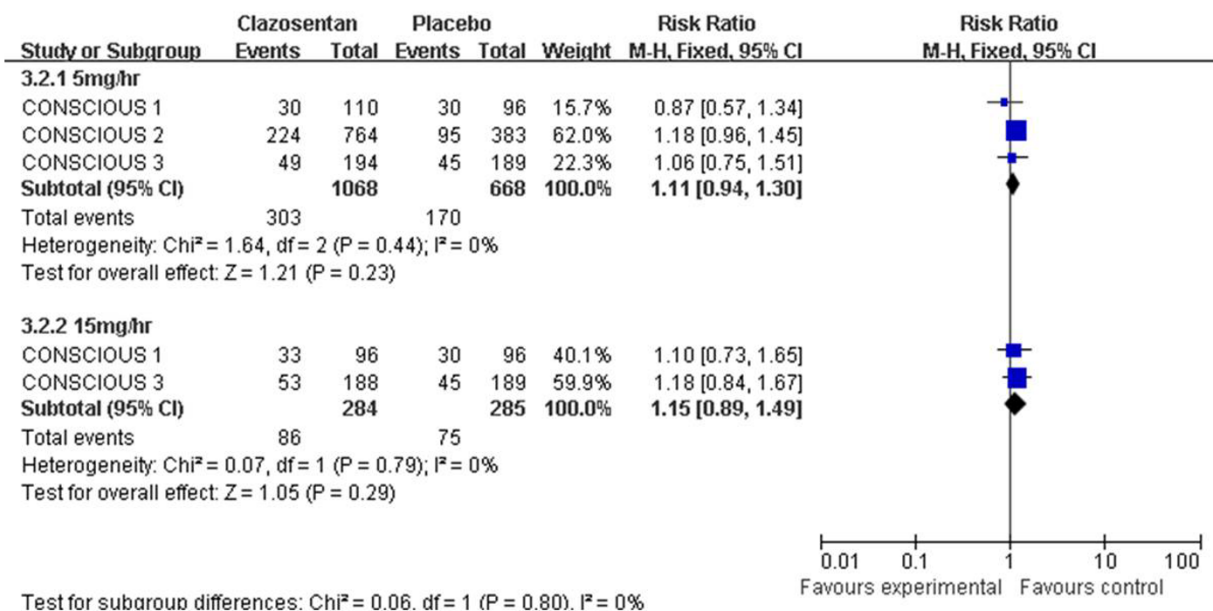 Clazosentan Placebo Risk Ratio Risk Ratio
Study or Subgroup Events Total Events Total Weight M-H, Fixed, 95% CI M-H, Fixed, 95% CI
3.2.1 5mg/hr
CONSCIOUS 1 30 110 30 96 15.7% 0.87 [0.57, 1.34]
CONSCIOUS 2 224 764 95 383 62.0% 1.18 [0.96, 1.45]
CONSCIOUS 3 49 194 45 189 22.3% 1.06 [0.75, 1.51]
Subtotal (95% CI) 1068 668 100.0% 1.11 [0.94, 1.30]
Total events 303 170
Heterogeneity: Chi² = 1.64, df = 2 (P = 0.44); I² = 0%
Test for overall effect: Z = 1.21 (P = 0.23)
3.2.2 15mg/hr
CONSCIOUS 1 33 96 30 96 40.1% 1.10 [0.73, 1.65]
CONSCIOUS 3 53 188 45 189 59.9% 1.18 [0.84, 1.67]
Subtotal (95% CI) 284 285 100.0% 1.15 [0.89, 1.49]
Total events 86 75
Heterogeneity: Chi² = 0.07, df = 1 (P = 0.79); I² = 0%
Test for overall effect: Z = 1.05 (P = 0.29)
0.01 0.1 1 10 100
Favours experimental Favours control
Test for subgroup differences: Chi² = 0.06, df = 1 (P = 0.80), I² = 0%